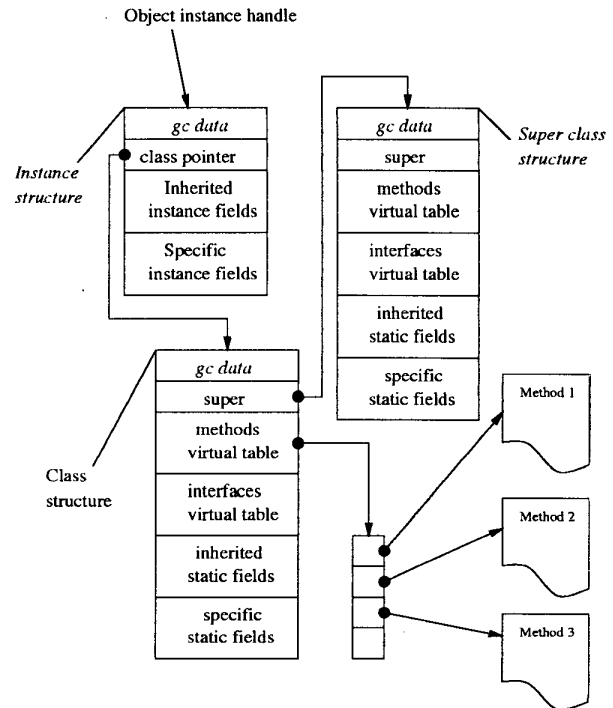 Object instance handle
gc data
class pointer
Inherited
instance fields
Specific
instance fields
Instance
structure
gc data
super
methods
virtual table
interfaces
virtual table
inherited
static fields
specific
static fields
Super class
structure
gc data
super
methods
virtual table
interfaces
virtual table
inherited
static fields
specific
static fields
Class
structure
Method 1
Method 2
Method 3